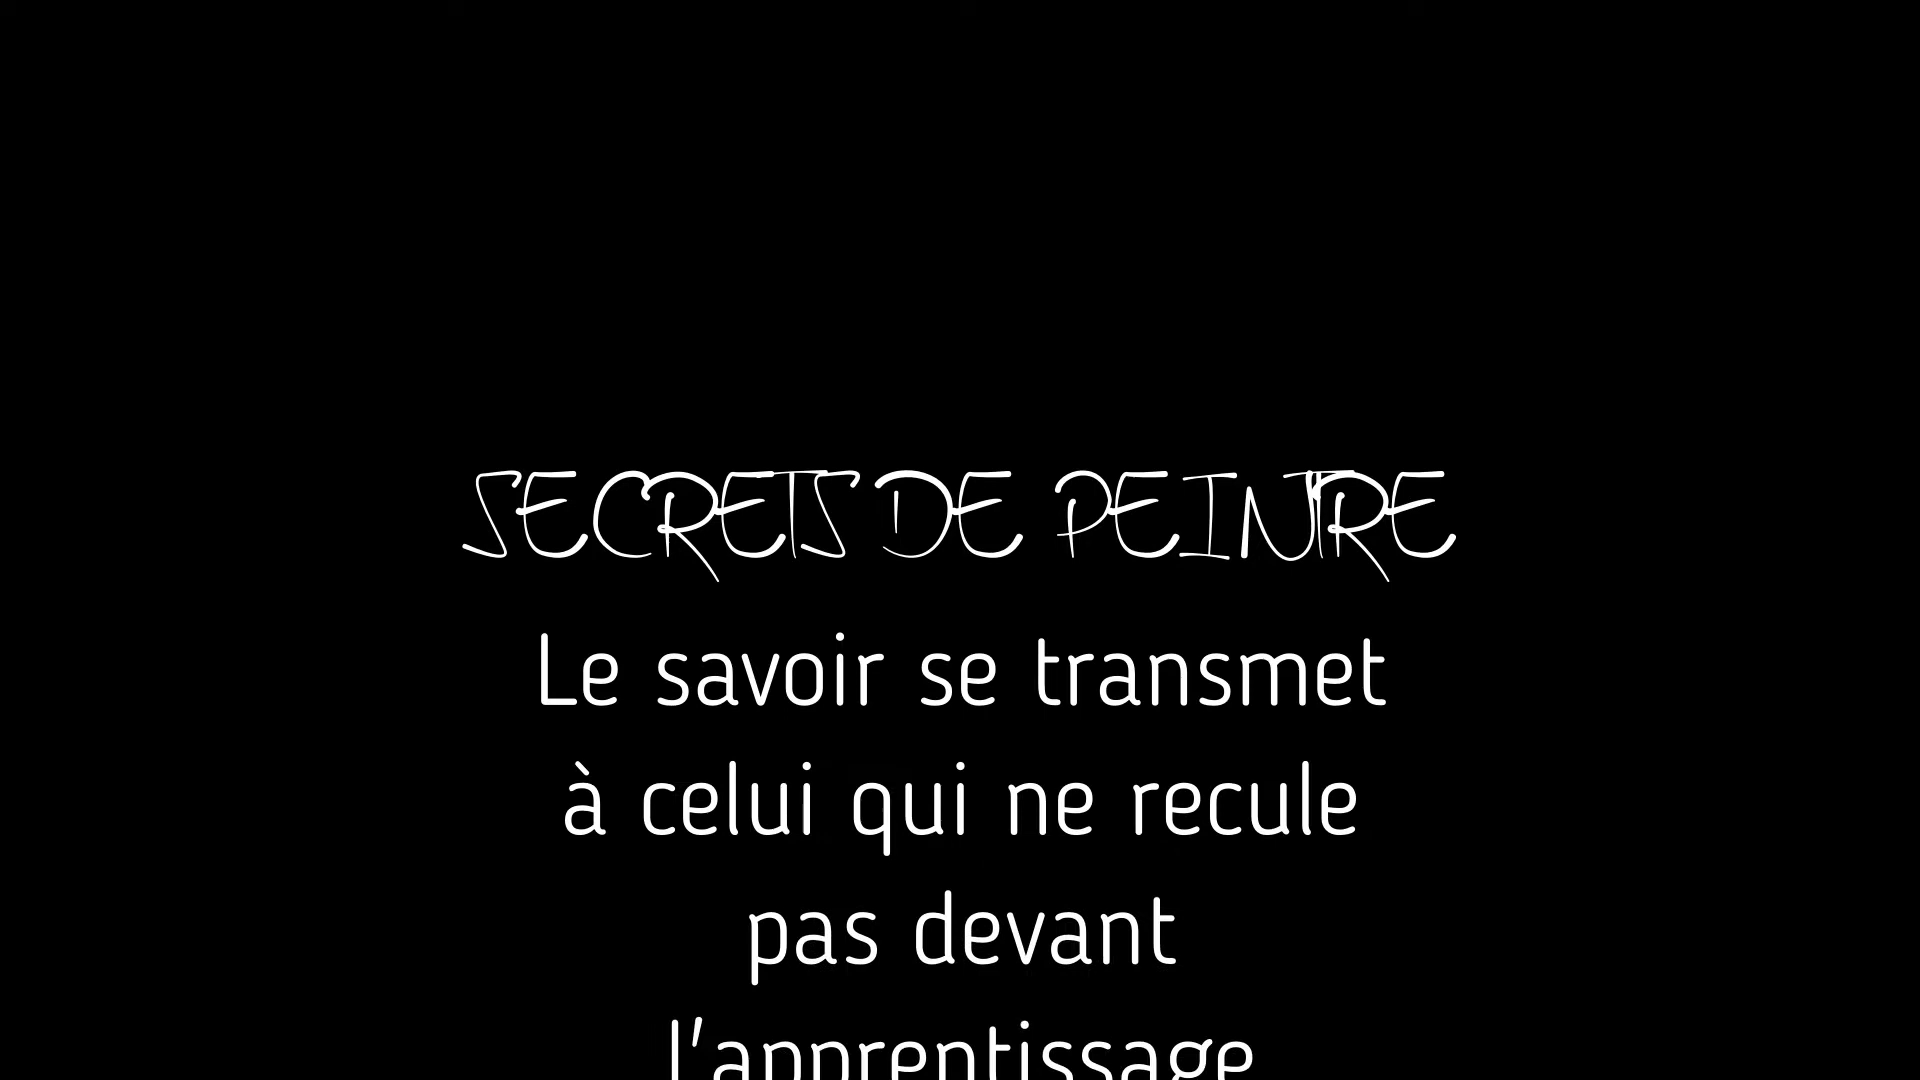 SECRETS DE PEINTRE
Le savoir se transmet
à celui qui ne recule
pas devant
l'apprentissage